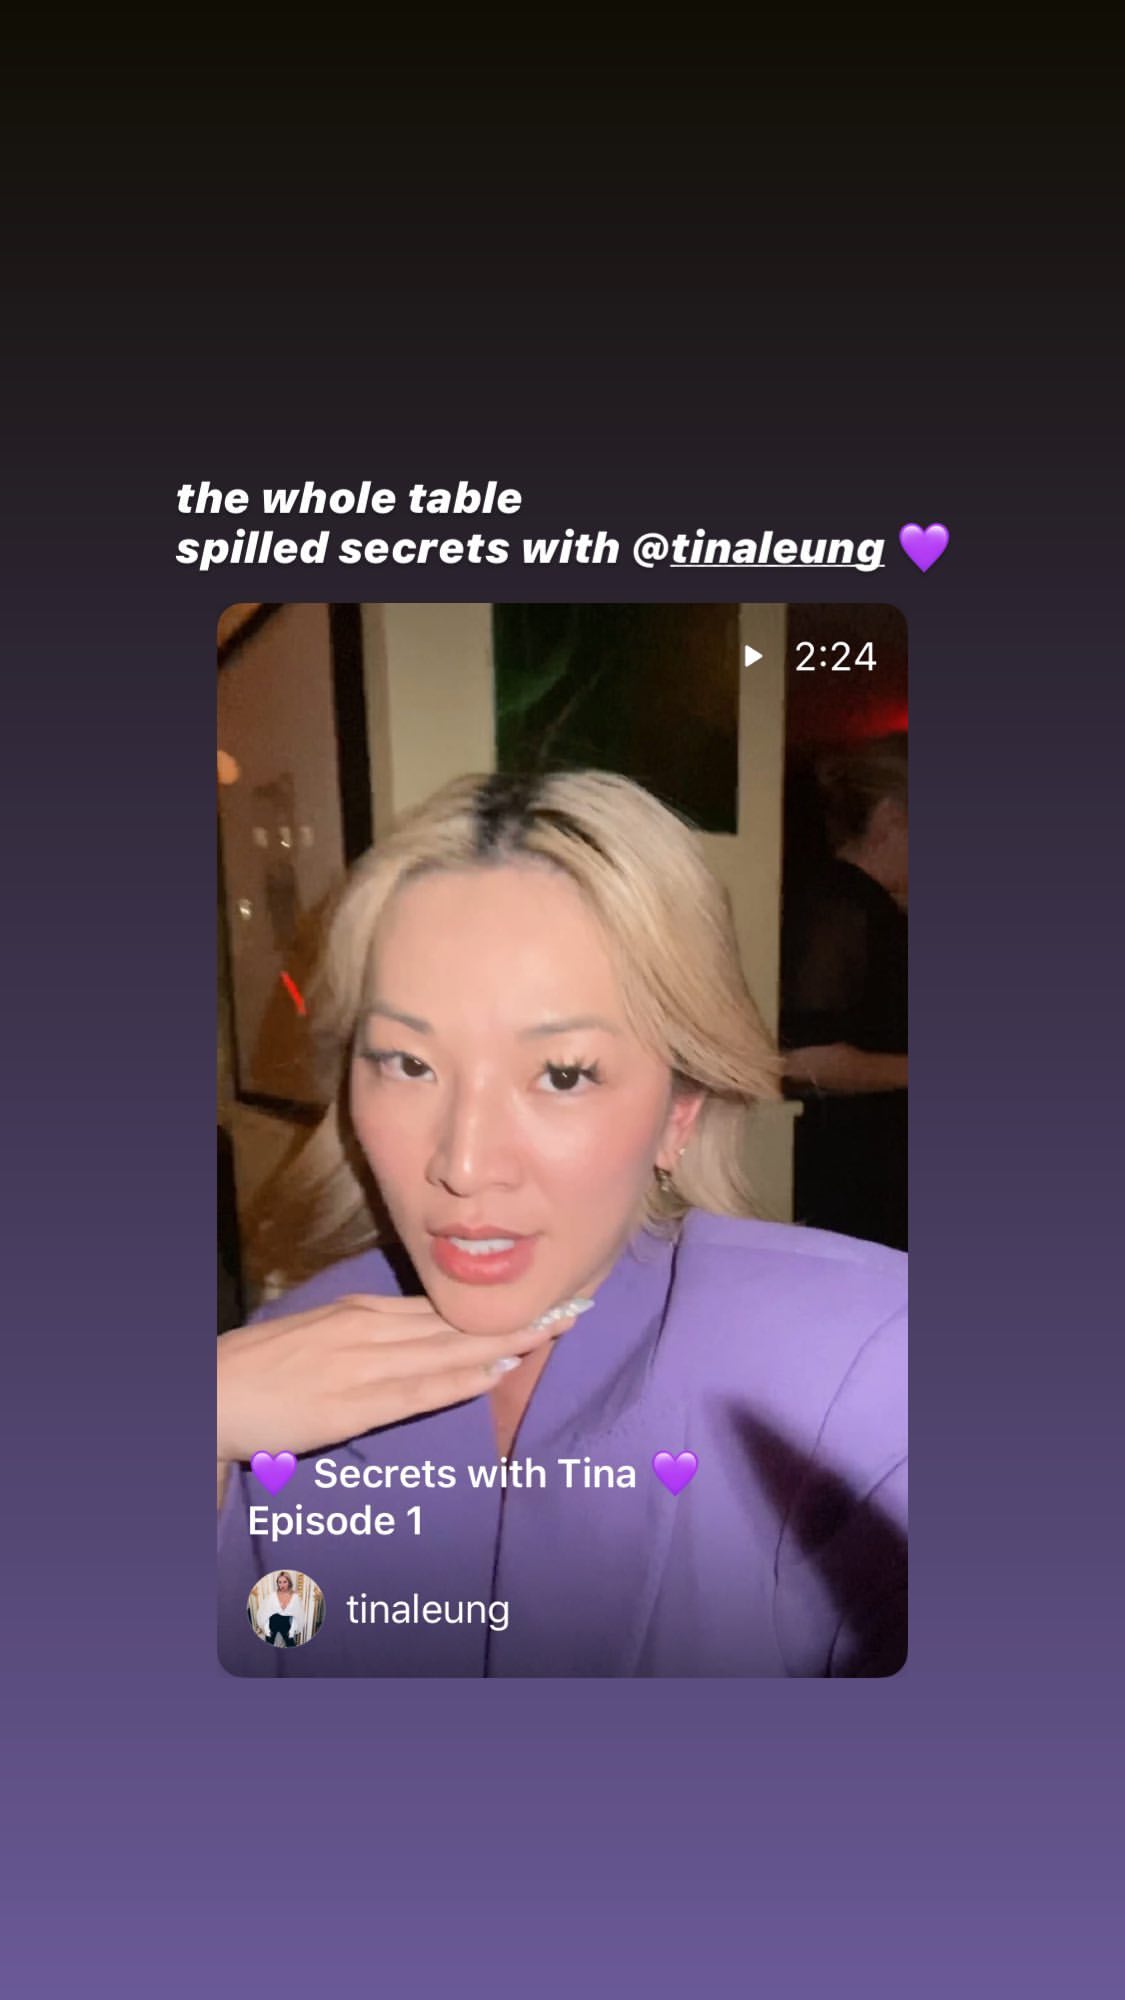 the whole table
spilled secrets with @tinaleung 💜
2:24
💜 Secrets with Tina 💜
Episode 1
tinaleung